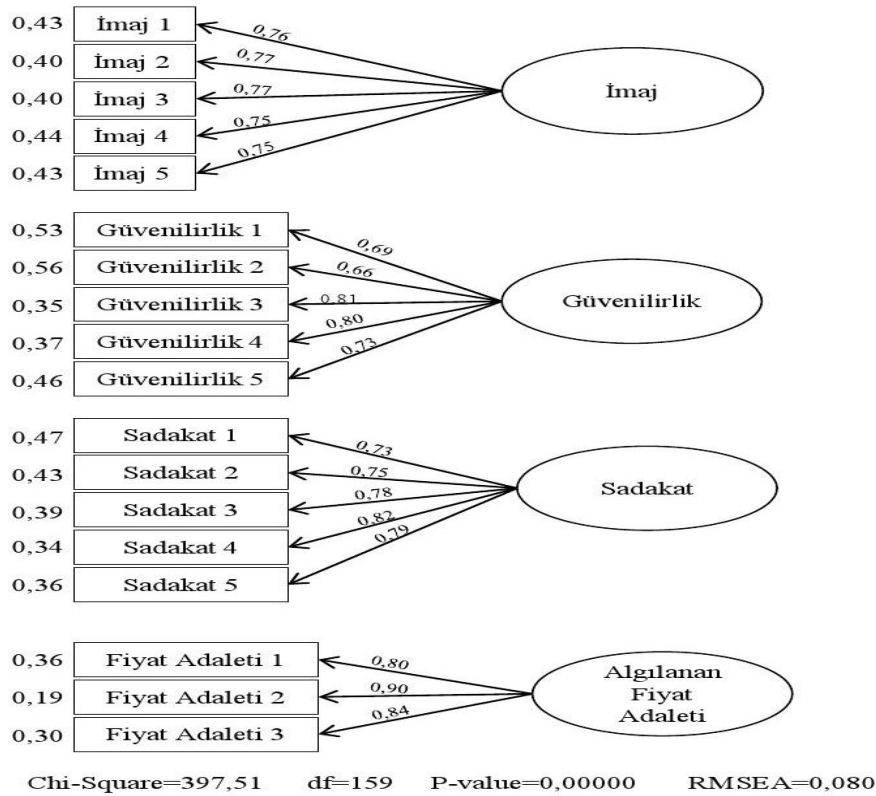 0,43 İmaj 1 0,76
0,40 İmaj 2 0,77
0,40 İmaj 3 0,77
0,44 İmaj 4 0,75
0,43 İmaj 5 0,75
İmaj
0,53 Güvenilirlik 1 0,69
0,56 Güvenilirlik 2 0,66
0,35 Güvenilirlik 3 0,81
0,37 Güvenilirlik 4 0,80
0,46 Güvenilirlik 5 0,73
Güvenilirlik
0,47 Sadakat 1 0,73
0,43 Sadakat 2 0,75
0,39 Sadakat 3 0,78
0,34 Sadakat 4 0,82
0,36 Sadakat 5 0,79
Sadakat
0,36 Fiyat Adaleti 1 0,80
0,19 Fiyat Adaleti 2 0,90
0,30 Fiyat Adaleti 3 0,84
Algılanan
Fiyat
Adaleti
Chi-Square=397,51 df=159 P-value=0,00000 RMSEA=0,080